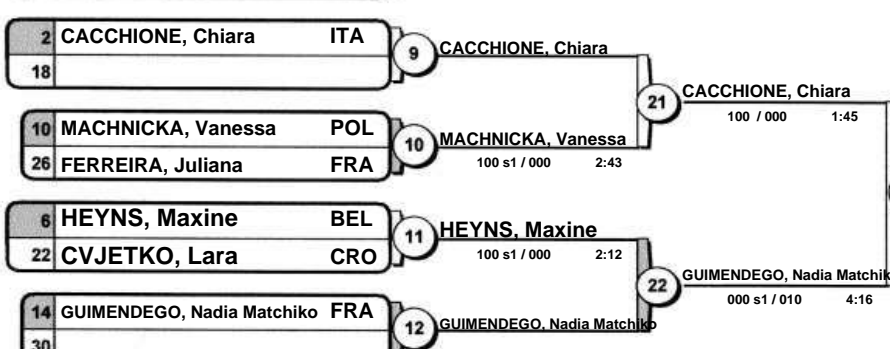 2 CACCHIONE, Chiara ITA
18
9 CACCHIONE, Chiara
10 MACHNICKA, Vanessa POL
26 FERREIRA, Juliana FRA
10 MACHNICKA, Vanessa
100 s1 / 000 2:43
21 CACCHIONE, Chiara
100 / 000 1:45
6 HEYNS, Maxine BEL
22 CVJETKO, Lara CRO
11 HEYNS, Maxine
100 s1 / 000 2:12
14 GUIMENDEGO, Nadia Matchiko FRA
30
12 GUIMENDEGO, Nadia Matchiko
22 GUIMENDEGO, Nadia Matchik
000 s1 / 010 4:16